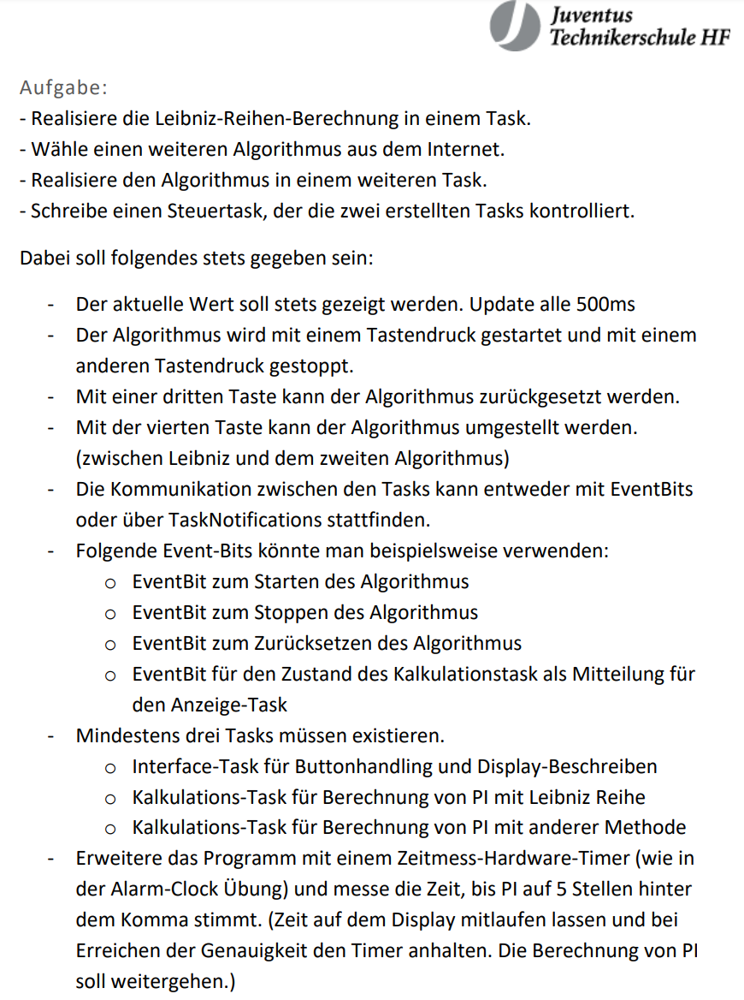 Juventus
Technikerschule HF
Aufgabe:
- Realisiere die Leibniz-Reihen-Berechnung in einem Task.
- Wähle einen weiteren Algorithmus aus dem Internet.
- Realisiere den Algorithmus in einem weiteren Task.
- Schreibe einen Steuertask, der die zwei erstellten Tasks kontrolliert.
Dabei soll folgendes stets gegeben sein:
- Der aktuelle Wert soll stets gezeigt werden. Update alle 500ms
- Der Algorithmus wird mit einem Tastendruck gestartet und mit einem
anderen Tastendruck gestoppt.
- Mit einer dritten Taste kann der Algorithmus zurückgesetzt werden.
- Mit der vierten Taste kann der Algorithmus umgestellt werden.
(zwischen Leibniz und dem zweiten Algorithmus)
- Die Kommunikation zwischen den Tasks kann entweder mit EventBits
oder über TaskNotifications stattfinden.
- Folgende Event-Bits könnte man beispielsweise verwenden:
o EventBit zum Starten des Algorithmus
o EventBit zum Stoppen des Algorithmus
o EventBit zum Zurücksetzen des Algorithmus
o EventBit für den Zustand des Kalkulationstask als Mitteilung für
den Anzeige-Task
- Mindestens drei Tasks müssen existieren.
o Interface-Task für Buttonhandling und Display-Beschreiben
o Kalkulations-Task für Berechnung von PI mit Leibniz Reihe
o Kalkulations-Task für Berechnung von PI mit anderer Methode
- Erweitere das Programm mit einem Zeitmess-Hardware-Timer (wie in
der Alarm-Clock Übung) und messe die Zeit, bis PI auf 5 Stellen hinter
dem Komma stimmt. (Zeit auf dem Display mitlaufen lassen und bei
Erreichen der Genauigkeit den Timer anhalten. Die Berechnung von PI
soll weitergehen.)